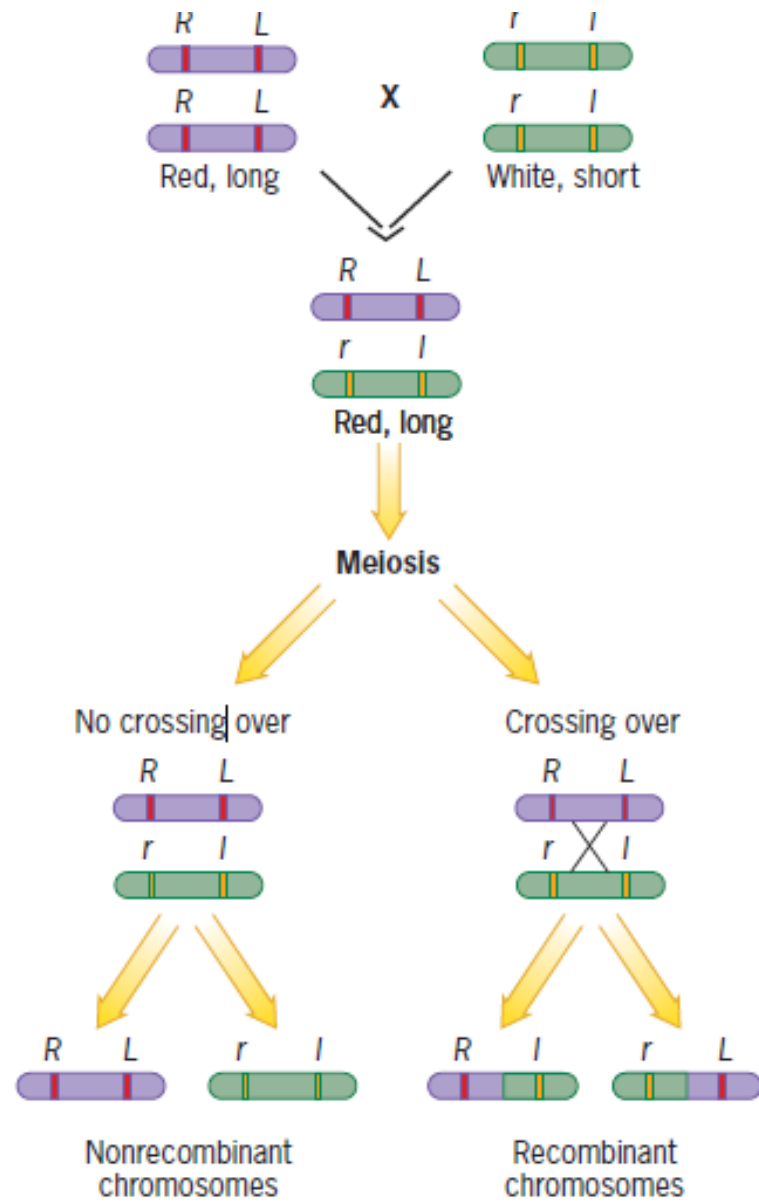 R L r l
R L X r l
Red, long White, short
R L
r l
Red, long
Meiosis
No crossing over Crossing over
R L R L
r l r l
R L r l R l r L
Nonrecombinant Recombinant
chromosomes chromosomes